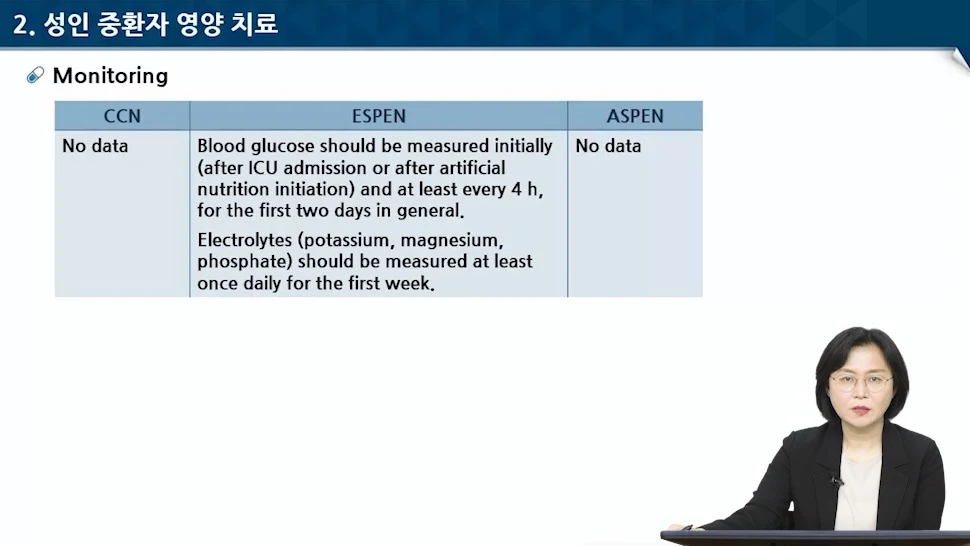 2. 성인 중환자 영양 치료
Monitoring
CCN
ESPEN
ASPEN
No data
Blood glucose should be measured initially
(after ICU admission or after artificial
nutrition initiation) and at least every 4 h,
for the first two days in general.
Electrolytes (potassium, magnesium,
phosphate) should be measured at least
once daily for the first week.
No data